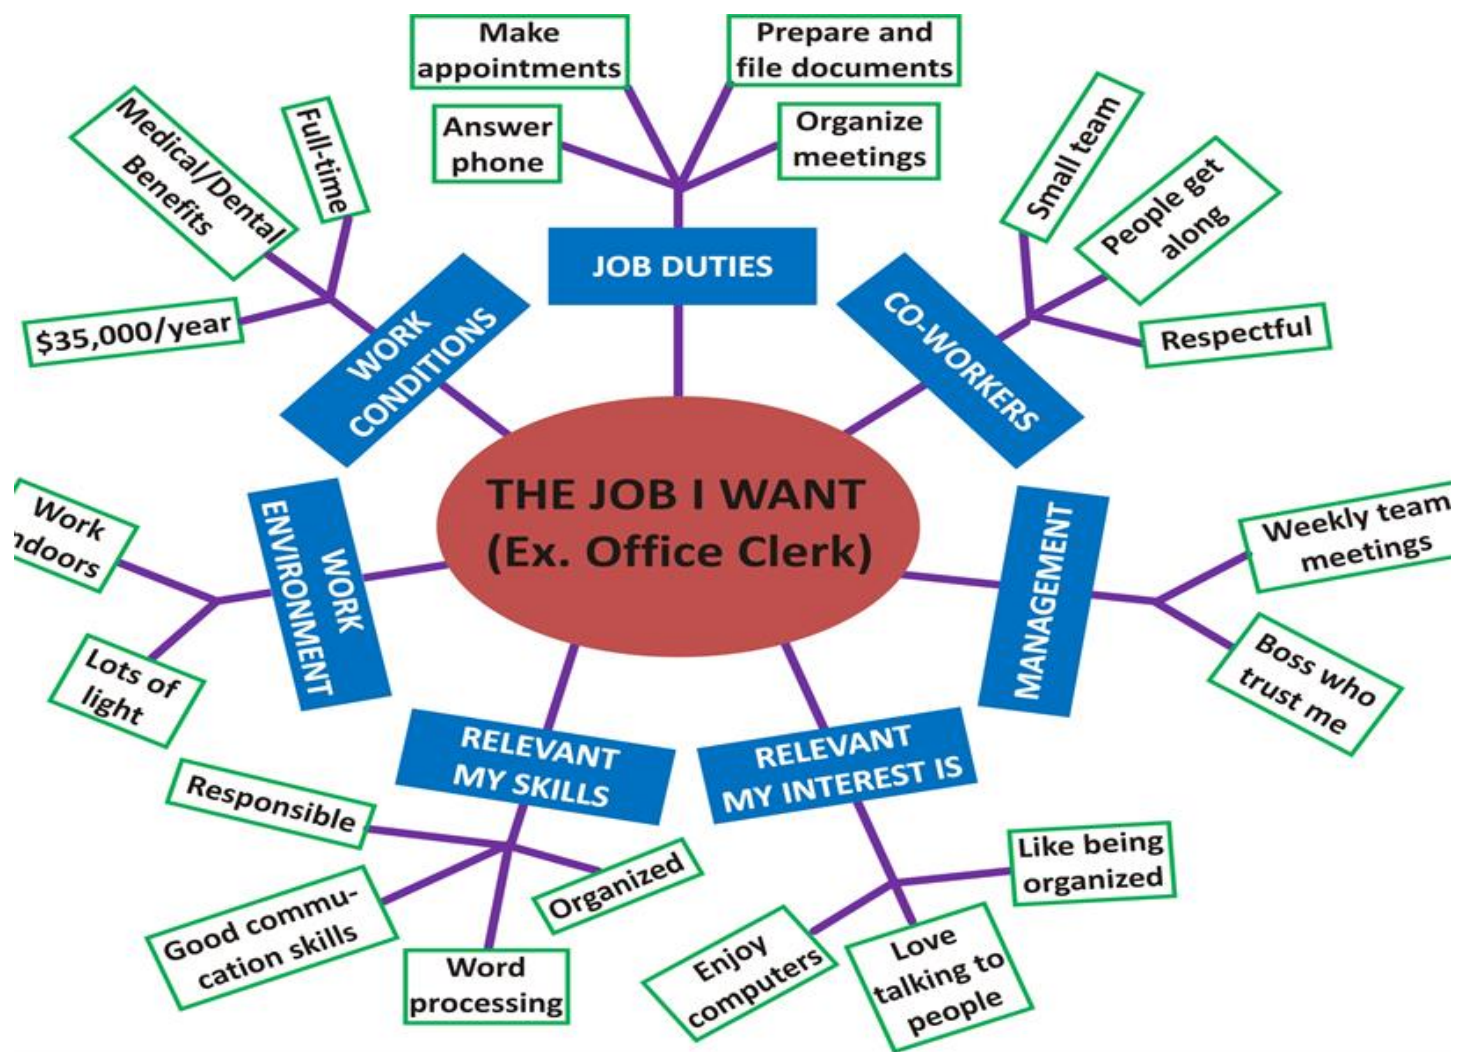 Make
appointments
Prepare and
file documents
Answer
phone
Organize
meetings
JOB DUTIES
Small team
People get
along
Respectful
CO-WORKERS
Full-time
Medical/Dental
Benefits
$35,000/year
WORK
CONDITIONS
THE JOB I WANT
(Ex. Office Clerk)
Weekly team
meetings
Boss who
trust me
MANAGEMENT
WORK
ENVIRONMENT
Work
ndoors
Lots of
light
RELEVANT
MY SKILLS
Responsible
Good commu-
cation skills
Word
processing
Organized
RELEVANT
MY INTEREST IS
Like being
organized
Love
talking to
people
Enjoy
computers